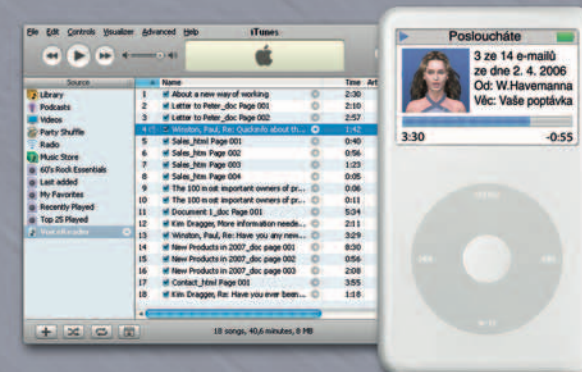 File Edit Controls Visualizer Advanced Help
iTunes
Source
Name Time Art
Library
Podcasts
Videos
Party Shuffle
Radio
Music Store
60's Rock Essentials
Last added
My Favorites
Recently Played
Top 25 Played
1 About a new way of working 2:30
2 Letter to Peter_doc Page 001 2:10
3 Letter to Peter_doc Page 002 2:57
4 Winston, Paul, Re: Quickinfo about th... 1:42
5 Sales_html Page 001 0:40
6 Sales_htm Page 002 0:56
7 Sales_htm Page 003 1:23
8 Sales_htm Page 004 0:05
9 The 100 most important owners of pr... 0:06
10 The 100 most important owners of pr... 0:11
11 Document 1_doc Page 001 5:34
12 Kim Dragger, More information neede... 2:11
13 Winston, Paul, Re: Have you any new... 3:29
14 New Products in 2007_doc page 001 8:30
15 New Products in 2007_doc page 002 0:56
16 New Products in 2007_doc page 003 2:08
17 Contact_html Page 001 3:55
18 Kim Dragger, Ra: Have you ever been... 1:18
18 songs, 40,6 minutes, 8 MB
Posloucháte
3 ze 14 e-mailů
ze dne 2. 4. 2006
Od: W.Havemanna
Věc: Vaše poptávka
3:30 -0:55
MENU